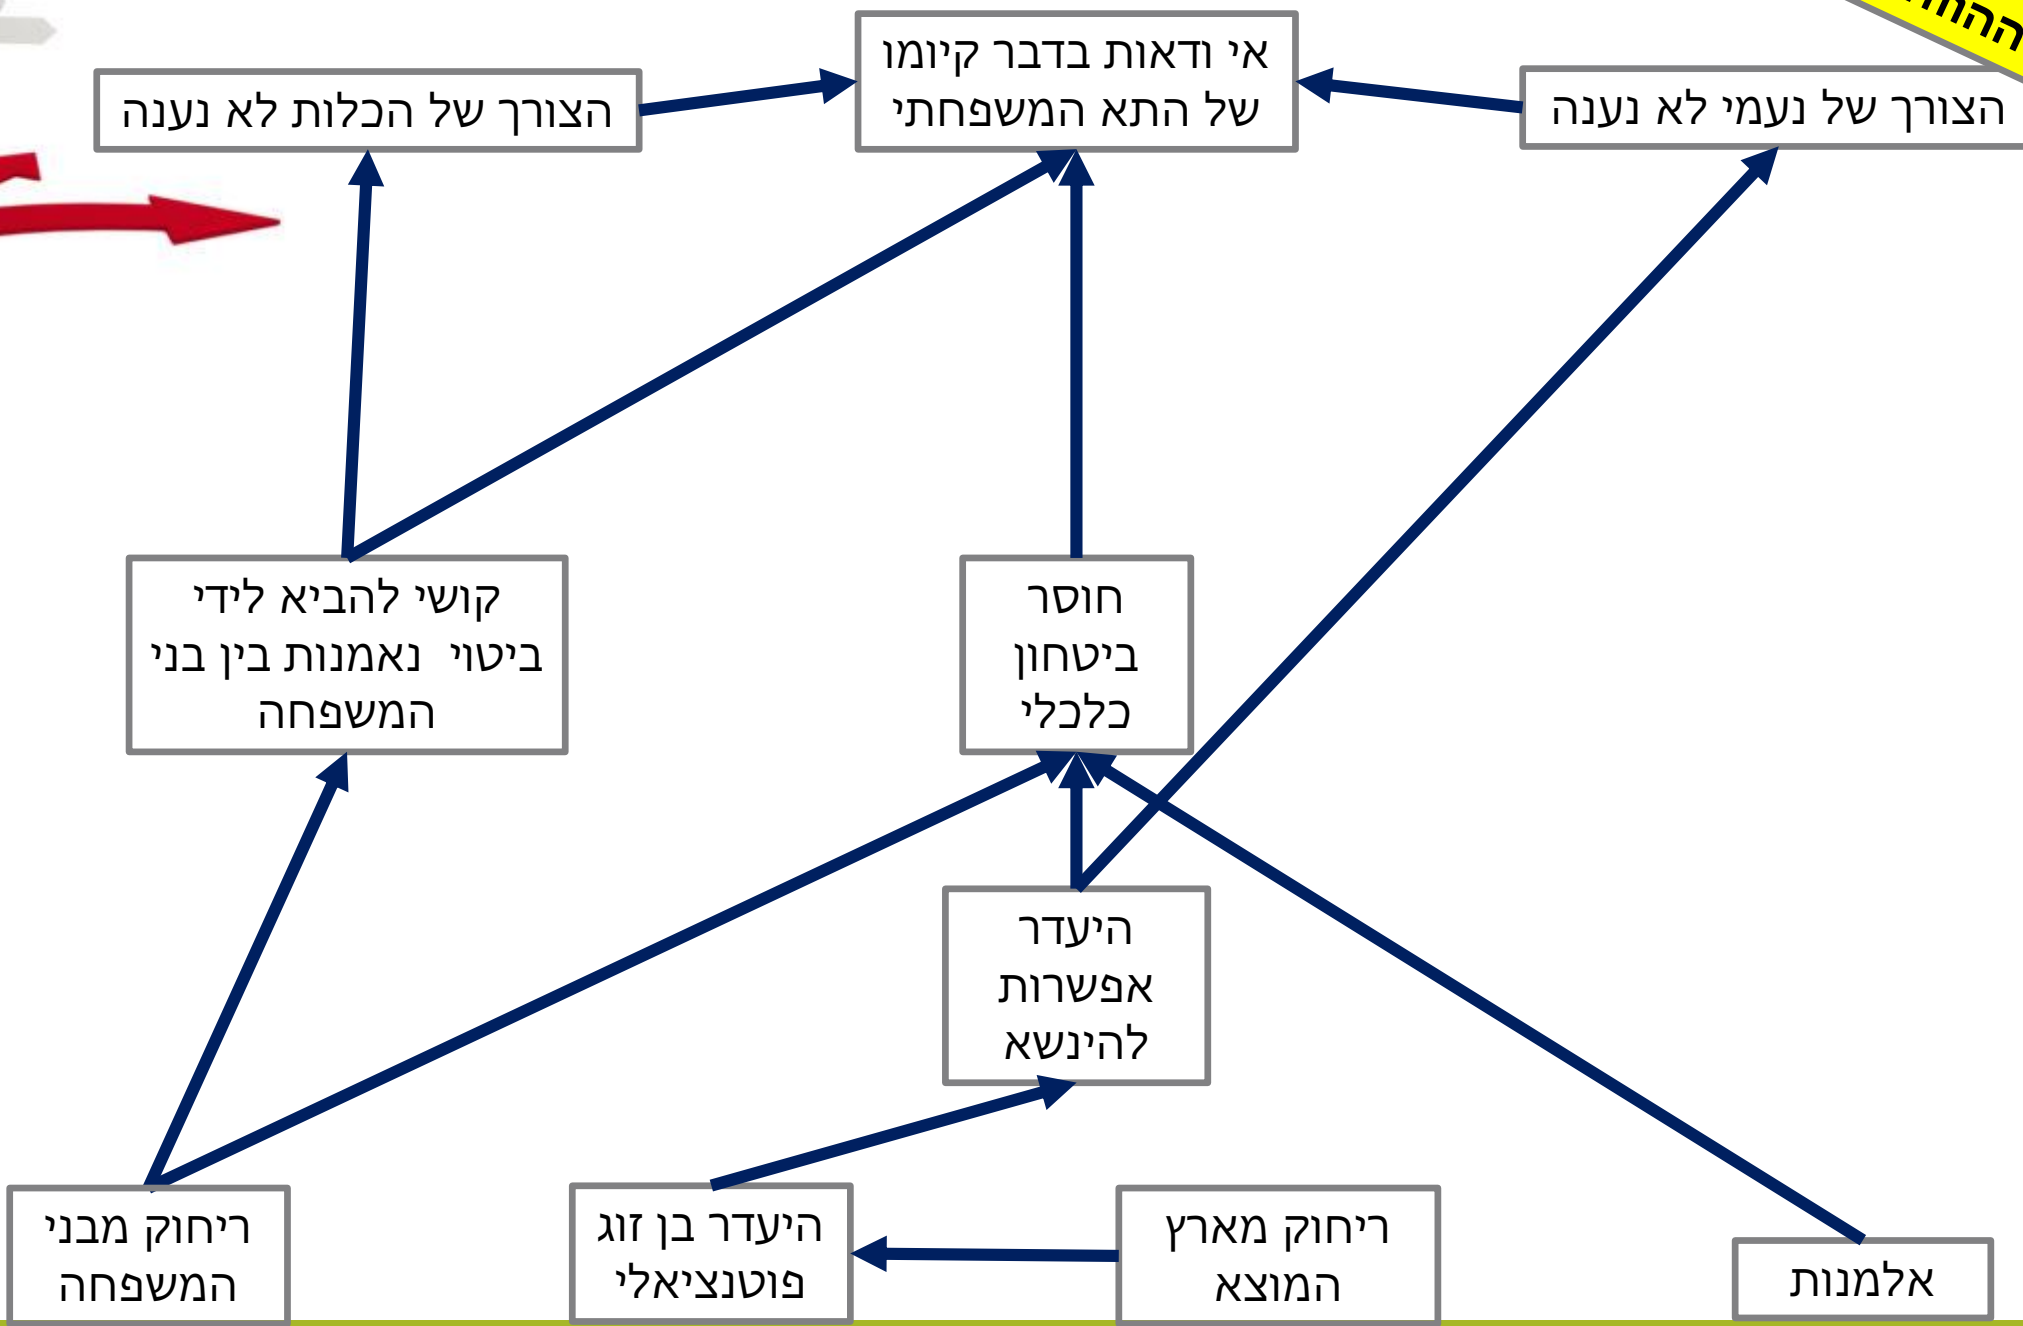 אי ודאות בדבר קיומו
של התא המשפחתי
הצורך של נעמי לא נענה
הצורך של הכלות לא נענה
חוסר
ביטחון
כלכלי
קושי להביא לידי
ביטוי נאמנות בין בני
המשפחה
היעדר
אפשרות
להינשא
אלמנות
ריחוק מארץ
המוצא
היעדר בן זוג
פוטנציאלי
ריחוק מבני
המשפחה